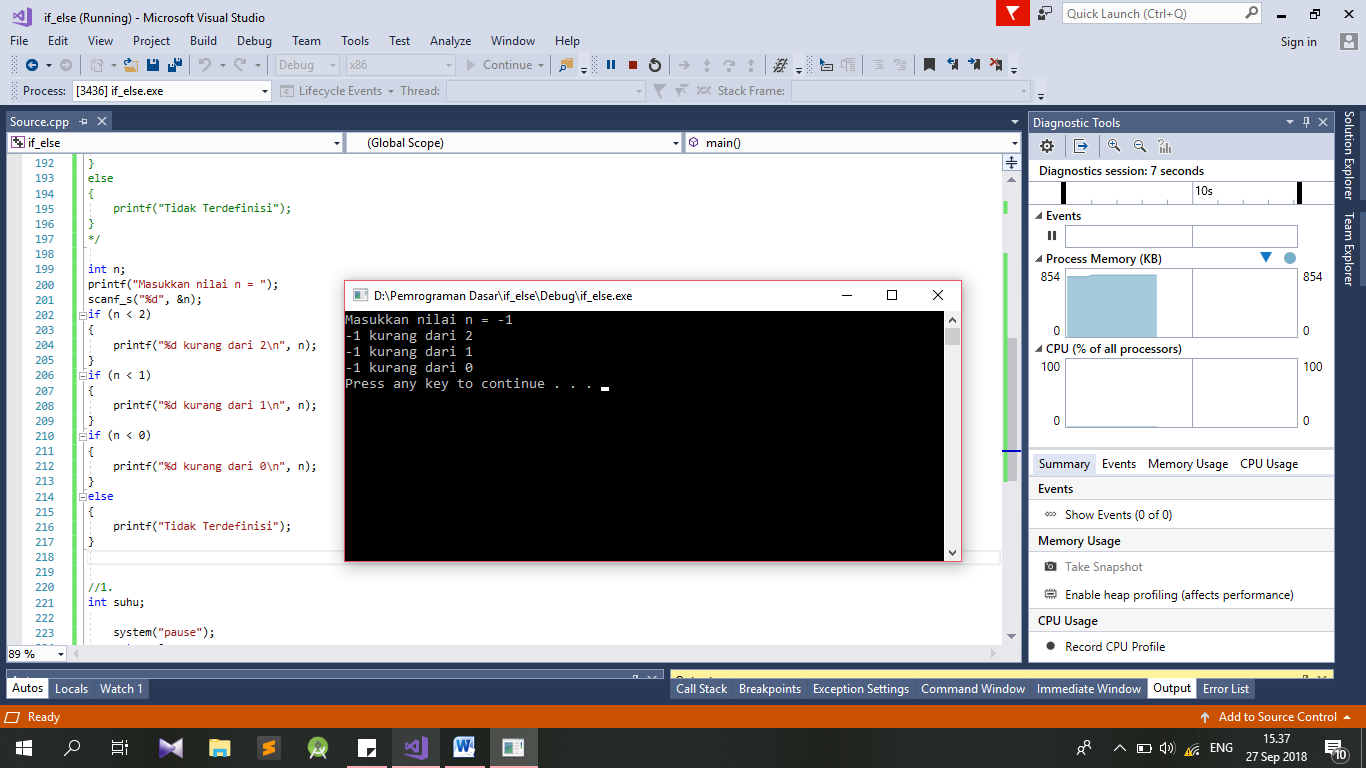 if_else (Running) - Microsoft Visual Studio
Quick Launch (Ctrl+Q)
File Edit View Project Build Debug Team Tools Test Analyze Window Help
Sign in
Debug x86 Continue
Process: [3436] if_else.exe Lifecycle Events Thread: Stack Frame:
Source.cpp
if_else (Global Scope) main()
192 }
193 else
194 {
195 printf("Tidak Terdefinisi");
196 }
197 */
198
199 int n;
200 printf("Masukkan nilai n = ");
201 scanf_s("%d", &n);
202 if (n < 2)
203 {
204 printf("%d kurang dari 2\n", n);
205 }
206 if (n < 1)
207 {
208 printf("%d kurang dari 1\n", n);
209 }
210 if (n < 0)
211 {
212 printf("%d kurang dari 0\n", n);
213 }
214 else
215 {
216 printf("Tidak Terdefinisi");
217 }
218
219
220 //1.
221 int suhu;
222
223 system("pause");
89 %
D:\Pemrograman Dasar\if_else\Debug\if_else.exe
Masukkan nilai n = -1
-1 kurang dari 2
-1 kurang dari 1
-1 kurang dari 0
Press any key to continue . . .
Diagnostic Tools
Diagnostics session: 7 seconds
10s
Events
Process Memory (KB)
854 854
0 0
CPU (% of all processors)
100 100
0 0
Summary Events Memory Usage CPU Usage
Events
Show Events (0 of 0)
Memory Usage
Take Snapshot
Enable heap profiling (affects performance)
CPU Usage
Record CPU Profile
Solution Explorer
Team Explorer
Autos Locals Watch 1
Call Stack Breakpoints Exception Settings Command Window Immediate Window Output Error List
Ready
Add to Source Control
ENG
15.37
27 Sep 2018
10